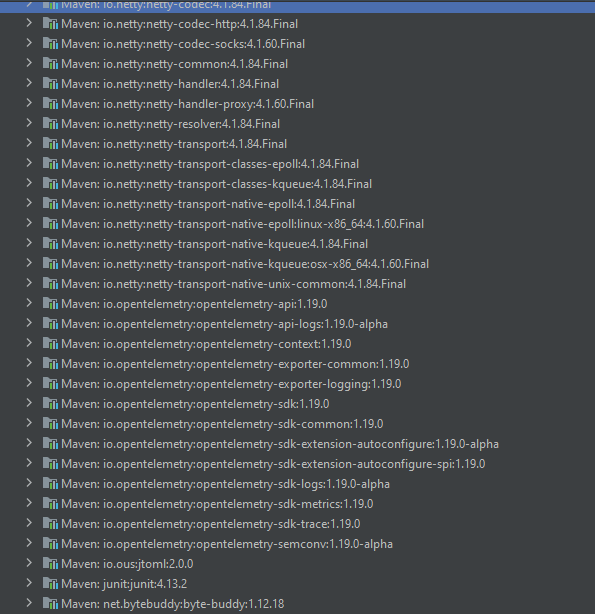 Maven: io.netty:netty-codec:4.1.84.Final
Maven: io.netty:netty-codec-http:4.1.84.Final
Maven: io.netty:netty-codec-socks:4.1.60.Final
Maven: io.netty:netty-common:4.1.84.Final
Maven: io.netty:netty-handler:4.1.84.Final
Maven: io.netty:netty-handler-proxy:4.1.60.Final
Maven: io.netty:netty-resolver:4.1.84.Final
Maven: io.netty:netty-transport:4.1.84.Final
Maven: io.netty:netty-transport-classes-epoll:4.1.84.Final
Maven: io.netty:netty-transport-classes-kqueue:4.1.84.Final
Maven: io.netty:netty-transport-native-epoll:4.1.84.Final
Maven: io.netty:netty-transport-native-epoll:linux-x86_64:4.1.60.Final
Maven: io.netty:netty-transport-native-kqueue:4.1.84.Final
Maven: io.netty:netty-transport-native-kqueue:osx-x86_64:4.1.60.Final
Maven: io.netty:netty-transport-native-unix-common:4.1.84.Final
Maven: io.opentelemetry:opentelemetry-api:1.19.0
Maven: io.opentelemetry:opentelemetry-api-logs:1.19.0-alpha
Maven: io.opentelemetry:opentelemetry-context:1.19.0
Maven: io.opentelemetry:opentelemetry-exporter-common:1.19.0
Maven: io.opentelemetry:opentelemetry-exporter-logging:1.19.0
Maven: io.opentelemetry:opentelemetry-sdk:1.19.0
Maven: io.opentelemetry:opentelemetry-sdk-common:1.19.0
Maven: io.opentelemetry:opentelemetry-sdk-extension-autoconfigure:1.19.0-alpha
Maven: io.opentelemetry:opentelemetry-sdk-extension-autoconfigure-spi:1.19.0
Maven: io.opentelemetry:opentelemetry-sdk-logs:1.19.0-alpha
Maven: io.opentelemetry:opentelemetry-sdk-metrics:1.19.0
Maven: io.opentelemetry:opentelemetry-sdk-trace:1.19.0
Maven: io.opentelemetry:opentelemetry-semconv:1.19.0-alpha
Maven: io.ous:jtoml:2.0.0
Maven: junit:junit:4.13.2
Maven: net.bytebuddy:byte-buddy:1.12.18